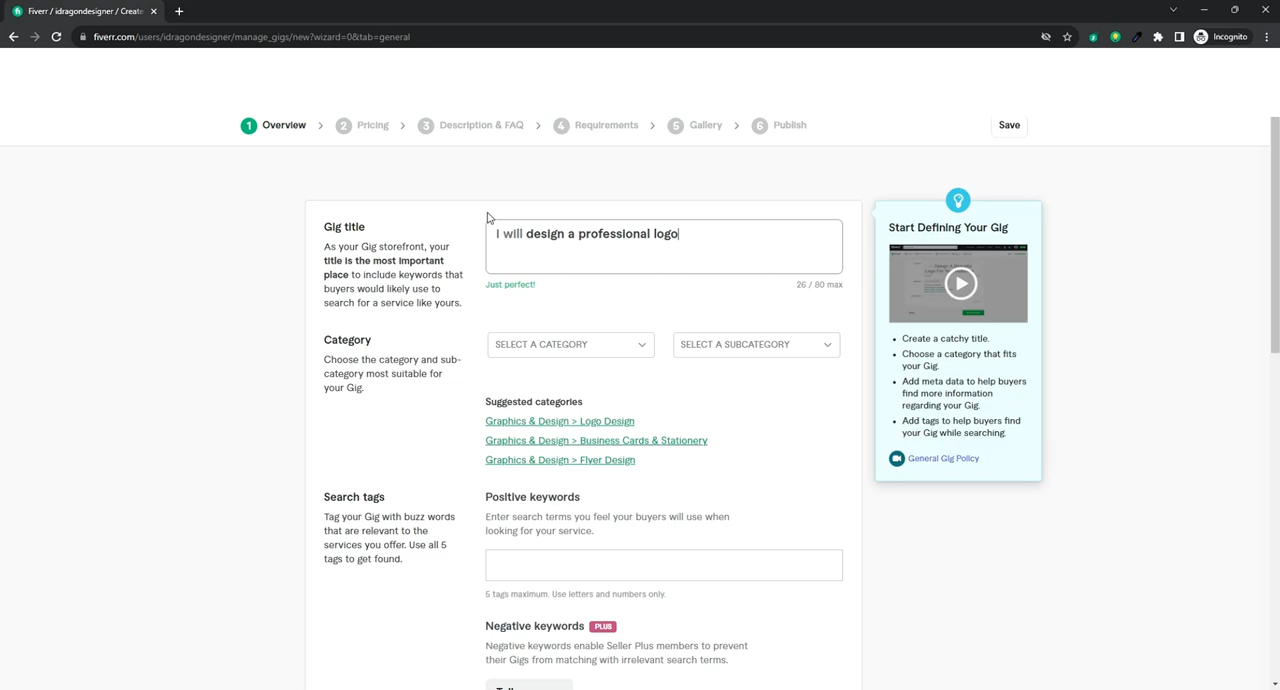 Fiverr / idragondesigner / Create
fiverr.com/users/idragondesigner/manage_gigs/new?wizard=0&tab=general
Incognito
1 Overview 2 Pricing 3 Description & FAQ 4 Requirements 5 Gallery 6 Publish
Save
Gig title
As your Gig storefront, your
title is the most important
place to include keywords that
buyers would likely use to
search for a service like yours.
I will design a professional logo
Just perfect!
26 / 80 max
Category
Choose the category and sub-
category most suitable for
your Gig.
SELECT A CATEGORY
SELECT A SUBCATEGORY
Suggested categories
Graphics & Design > Logo Design
Graphics & Design > Business Cards & Stationery
Graphics & Design > Flyer Design
Search tags
Tag your Gig with buzz words
that are relevant to the
services you offer. Use all 5
tags to get found.
Positive keywords
Enter search terms you feel your buyers will use when
looking for your service.
5 tags maximum. Use letters and numbers only.
Negative keywords PLUS
Negative keywords enable Seller Plus members to prevent
their Gigs from matching with irrelevant search terms.
Start Defining Your Gig
• Create a catchy title.
• Choose a category that fits
your Gig.
• Add meta data to help buyers
find more information
regarding your Gig.
• Add tags to help buyers find
your Gig while searching.
General Gig Policy